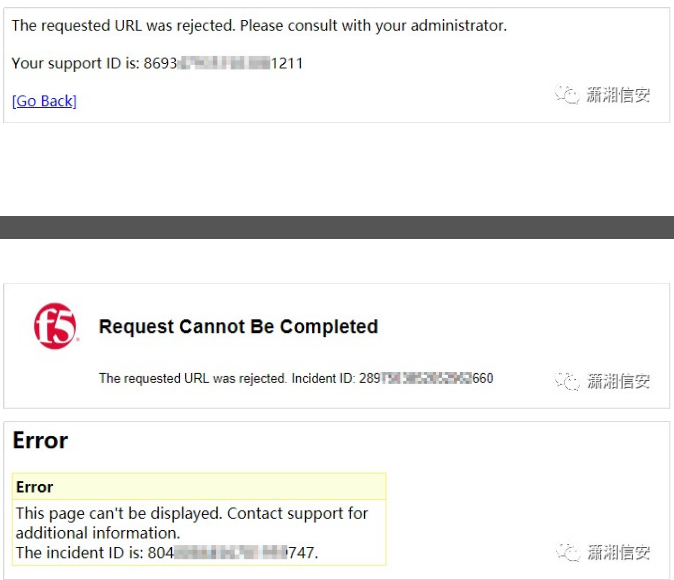 The requested URL was rejected. Please consult with your administrator.
Your support ID is: 8693 1211
[Go Back]
潇湘信安
f5
Request Cannot Be Completed
The requested URL was rejected. Incident ID: 289 660
潇湘信安
Error
Error
This page can't be displayed. Contact support for
additional information.
The incident ID is: 804 747.
潇湘信安